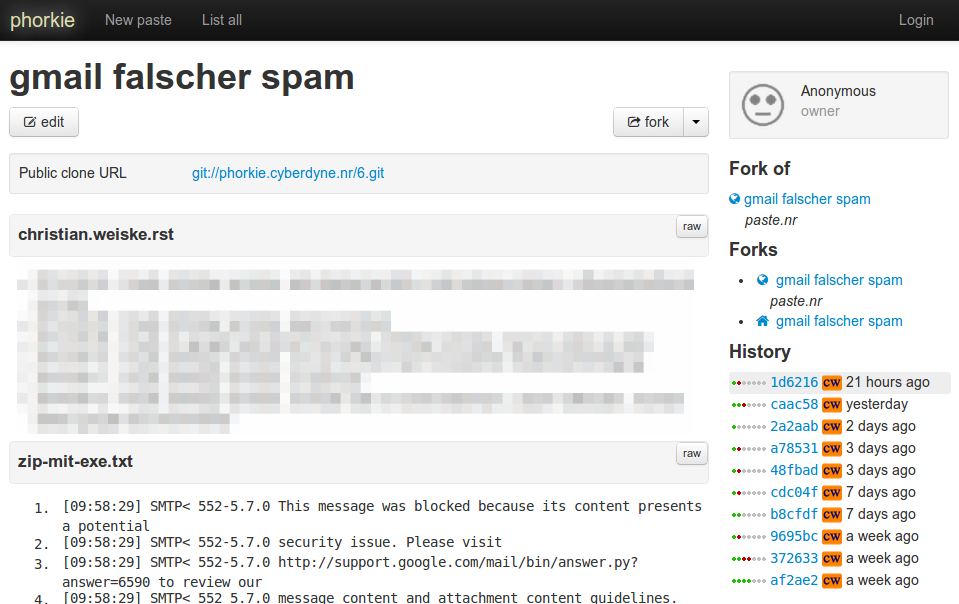 phorkie New paste List all Login
gmail falscher spam
edit
fork
Public clone URL git://phorkie.cyberdyne.nr/6.git
christian.weiske.rst
raw
zip-mit-exe.txt
raw
1. [09:58:29] SMTP< 552-5.7.0 This message was blocked because its content presents
a potential
2. [09:58:29] SMTP< 552-5.7.0 security issue. Please visit
3. [09:58:29] SMTP< 552-5.7.0 http://support.google.com/mail/bin/answer.py?
answer=6590 to review our
4. [09:58:29] SMTP< 552 5.7.0 message content and attachment content guidelines.
Anonymous
owner
Fork of
gmail falscher spam
paste.nr
Forks
gmail falscher spam
paste.nr
gmail falscher spam
History
1d6216 cw 21 hours ago
caac58 cw yesterday
2a2aab cw 2 days ago
a78531 cw 3 days ago
48fbad cw 3 days ago
cdc04f cw 7 days ago
b8cfdf cw 7 days ago
9695bc cw a week ago
372633 cw a week ago
af2ae2 cw a week ago